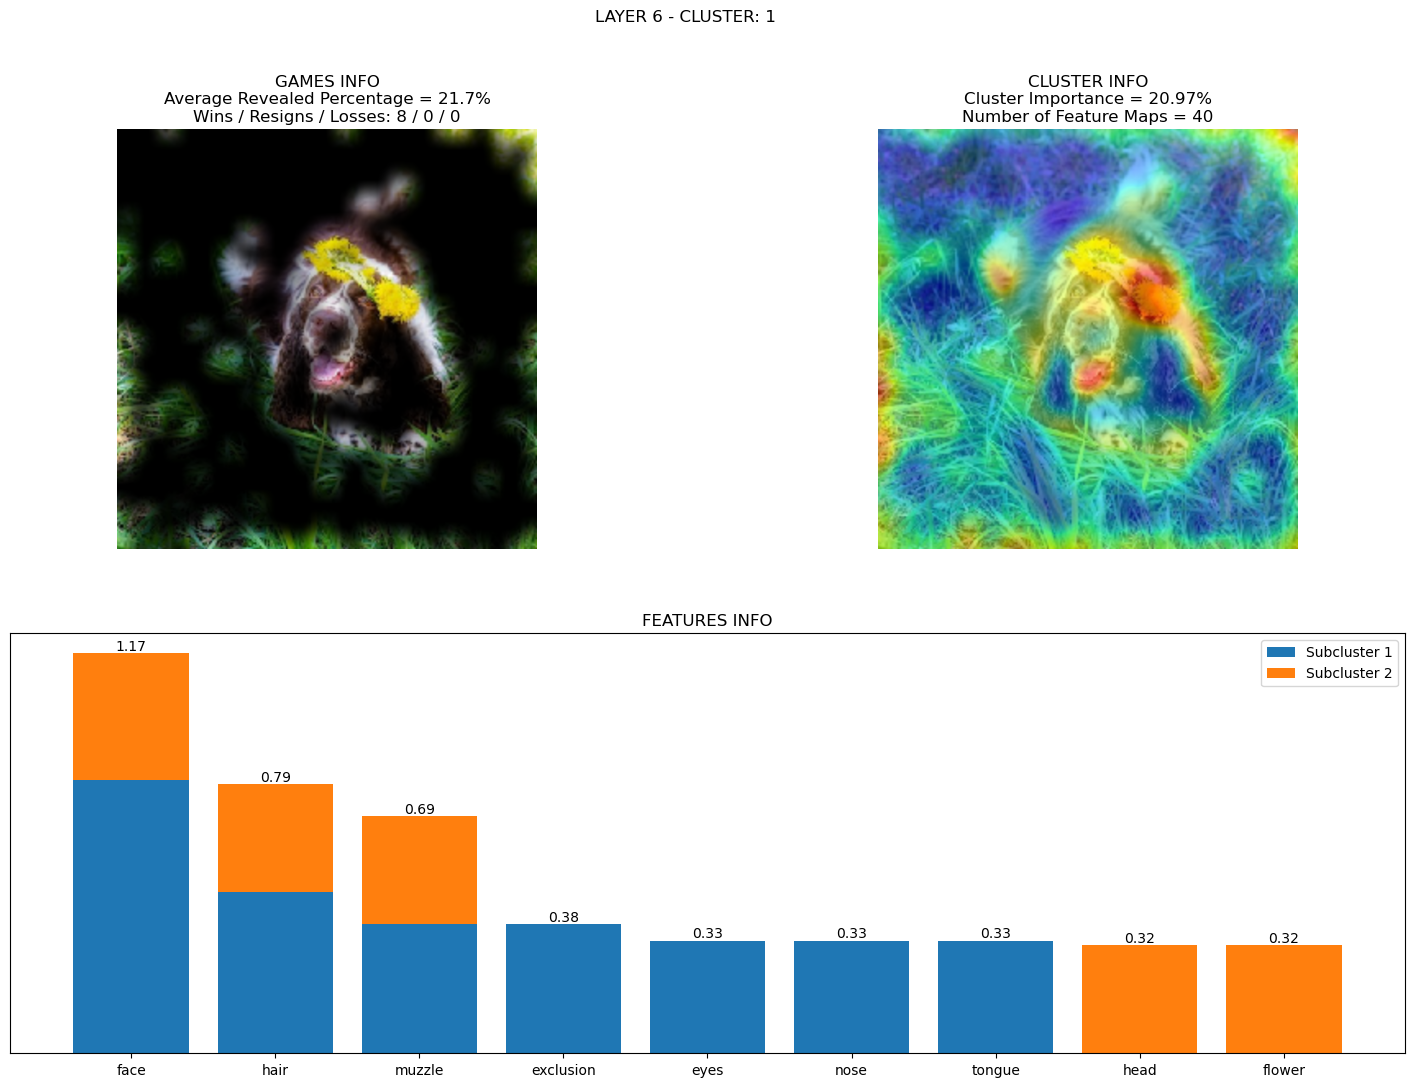 LAYER 6 - CLUSTER: 1
GAMES INFO
Average Revealed Percentage = 21.7%
Wins / Resigns / Losses: 8 / 0 / 0
CLUSTER INFO
Cluster Importance = 20.97%
Number of Feature Maps = 40
FEATURES INFO
Subcluster 1
Subcluster 2
1.17
0.79
0.69
0.38
0.33
0.33
0.33
0.32
0.32
face
hair
muzzle
exclusion
eyes
nose
tongue
head
flower